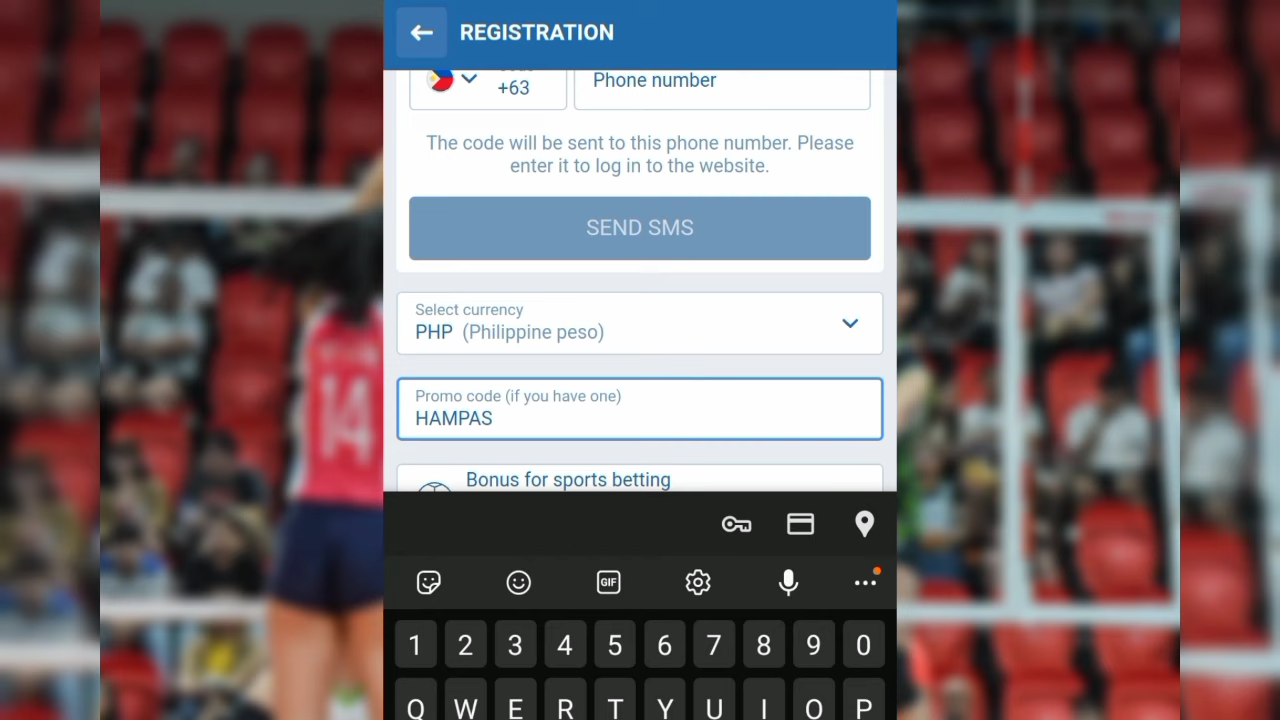 REGISTRATION
+63
Phone number
The code will be sent to this phone number. Please
enter it to log in to the website.
SEND SMS
Select currency
PHP (Philippine peso)
Promo code (if you have one)
HAMPAS
Bonus for sports betting
GIF
1 2 3 4 5 6 7 8 9 0
Q W E R T Y U I O P
14